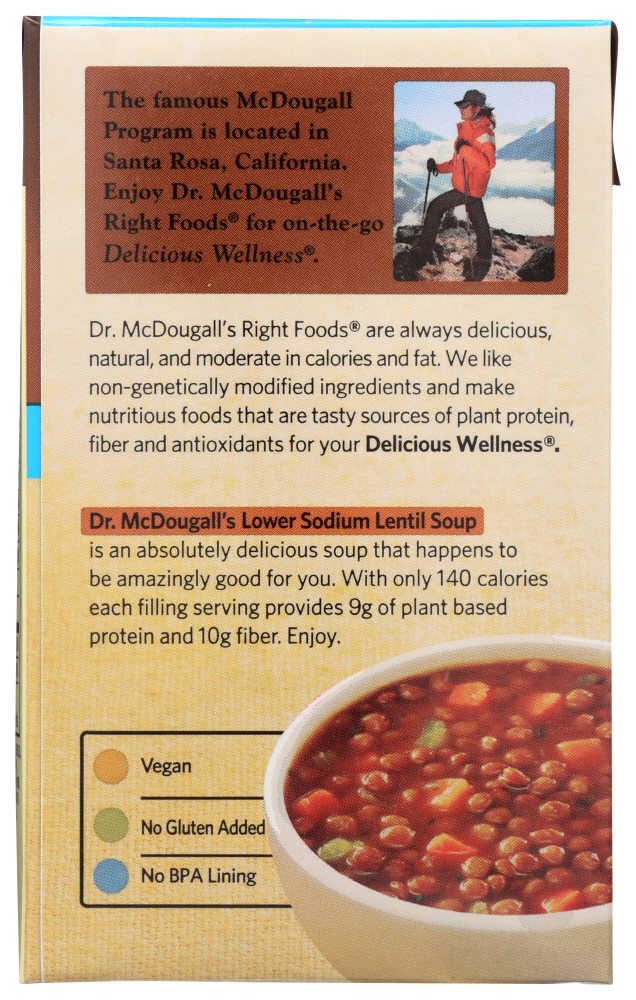 The famous McDougall
Program is located in
Santa Rosa, California.
Enjoy Dr. McDougall's
Right Foods® for on-the-go
Delicious Wellness®.
Dr. McDougall's Right Foods® are always delicious,
natural, and moderate in calories and fat. We like
non-genetically modified ingredients and make
nutritious foods that are tasty sources of plant protein,
fiber and antioxidants for your Delicious Wellness®.
Dr. McDougall's Lower Sodium Lentil Soup
is an absolutely delicious soup that happens to
be amazingly good for you. With only 140 calories
each filling serving provides 9g of plant based
protein and 10g fiber. Enjoy.
Vegan
No Gluten Added
No BPA Lining